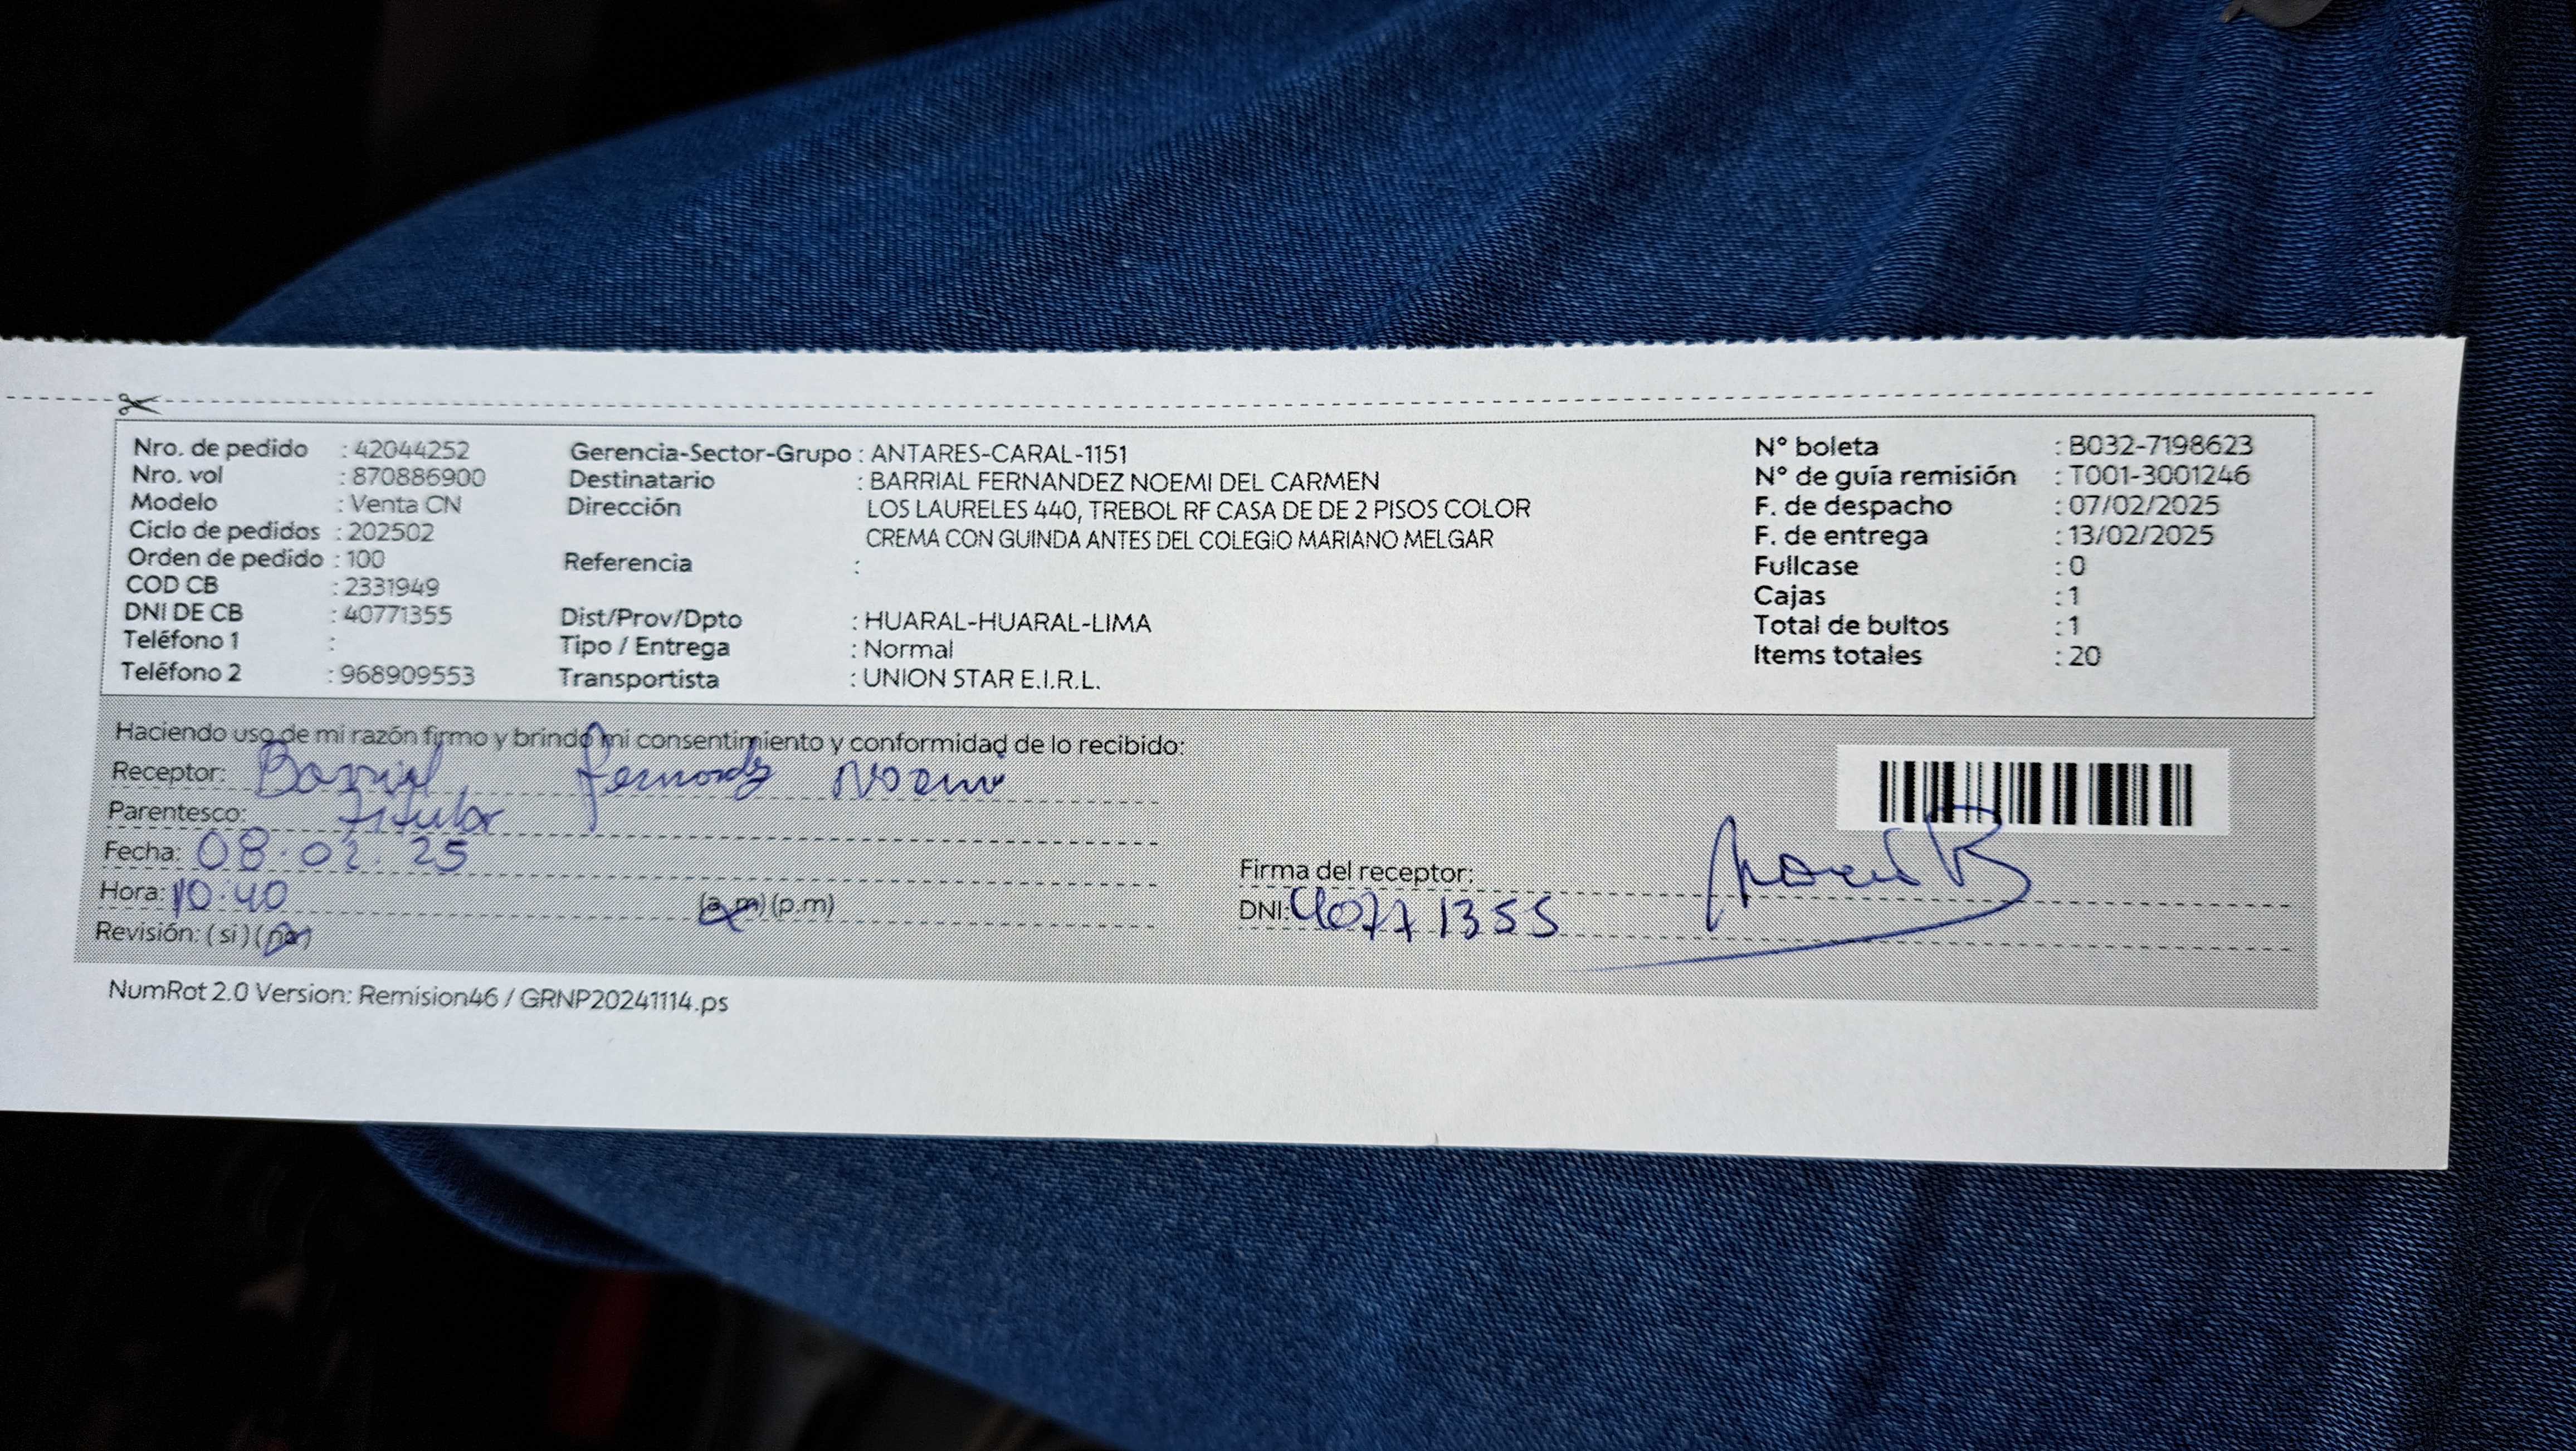 Nro. de pedido : 42044252
Nro. vol : 870886900
Modelo : Venta CN
Ciclo de pedidos : 202502
Orden de pedido : 100
COD CB : 2331949
DNI DE CB : 40771355
Teléfono 1 :
Teléfono 2 : 968909553
Gerencia-Sector-Grupo : ANTARES-CARAL-1151
Destinatario : BARRIAL FERNANDEZ NOEMI DEL CARMEN
Dirección LOS LAURELES 440, TREBOL RF CASA DE DE 2 PISOS COLOR
CREMA CON GUINDA ANTES DEL COLEGIO MARIANO MELGAR
Referencia :
Dist/Prov/Dpto : HUARAL-HUARAL-LIMA
Tipo / Entrega : Normal
Transportista : UNION STAR E.I.R.L.
N° boleta : B032-7198623
N° de guía remisión : T001-3001246
F. de despacho : 07/02/2025
F. de entrega : 13/02/2025
Fullcase : 0
Cajas : 1
Total de bultos : 1
Items totales : 20
Haciendo uso de mi razón firmo y brindo mi consentimiento y conformidad de lo recibido:
Receptor: Barrial Fernandez Noemi
Parentesco: titular
Fecha: 08.02.25
Hora: 10:40 (a.m) (p.m)
Revisión: ( si ) ( no )
Firma del receptor: Noemi B
DNI: 40771355
NumRot 2.0 Version: Remision46 / GRNP20241114.ps